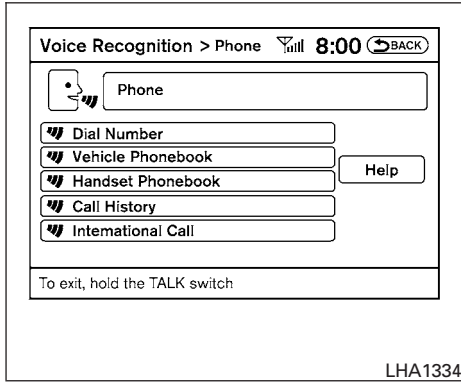 Voice Recognition > Phone 8:00 BACK
Phone
Dial Number
Vehicle Phonebook
Handset Phonebook
Help
Call History
International Call
To exit, hold the TALK switch
LHA1334